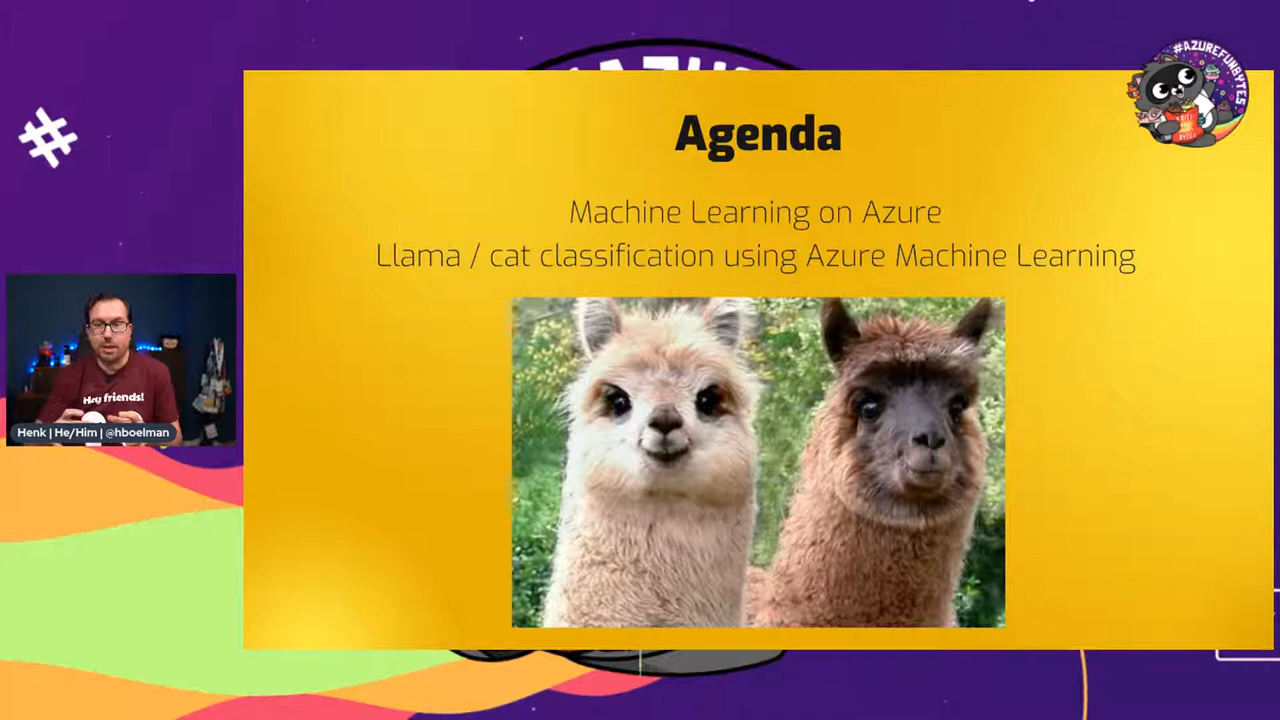 #AZUREFUNBYTES
Agenda
Machine Learning on Azure
Llama / cat classification using Azure Machine Learning
Hey friends!
Henk | He/Him | @hboelman
#